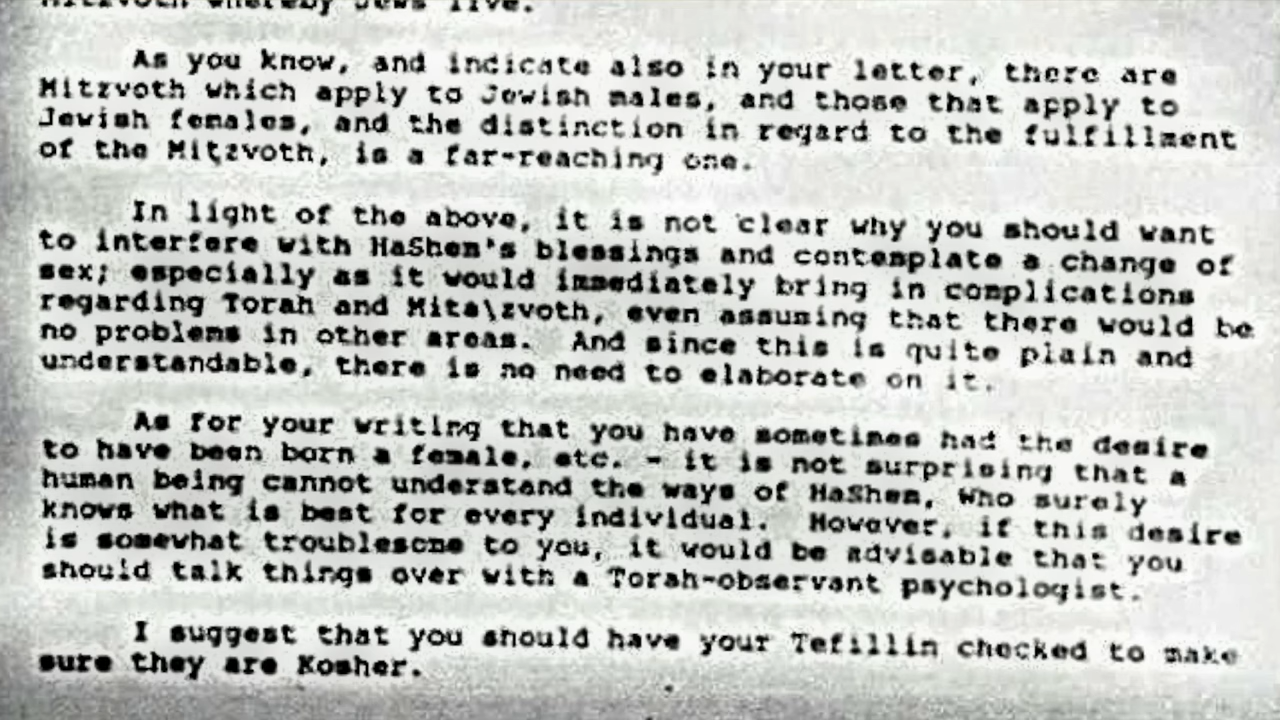 Mitzvoth whereby Jews live.
As you know, and indicate also in your letter, there are
Mitzvoth which apply to Jewish males, and those that apply to
Jewish females, and the distinction in regard to the fulfillment
of the Mitzvoth, is a far-reaching one.
In light of the above, it is not clear why you should want
to interfere with HaShem's blessings and contemplate a change of
sex; especially as it would immediately bring in complications
regarding Torah and Mita\zvoth, even assuming that there would be
no problems in other areas. And since this is quite plain and
understandable, there is no need to elaborate on it.
As for your writing that you have sometimes had the desire
to have been born a female, etc. - it is not surprising that a
human being cannot understand the ways of HaShem, Who surely
knows what is best for every individual. However, if this desire
is somewhat troublesome to you, it would be advisable that you
should talk things over with a Torah-observant psychologist.
I suggest that you should have your Tefillin checked to make
sure they are Kosher.